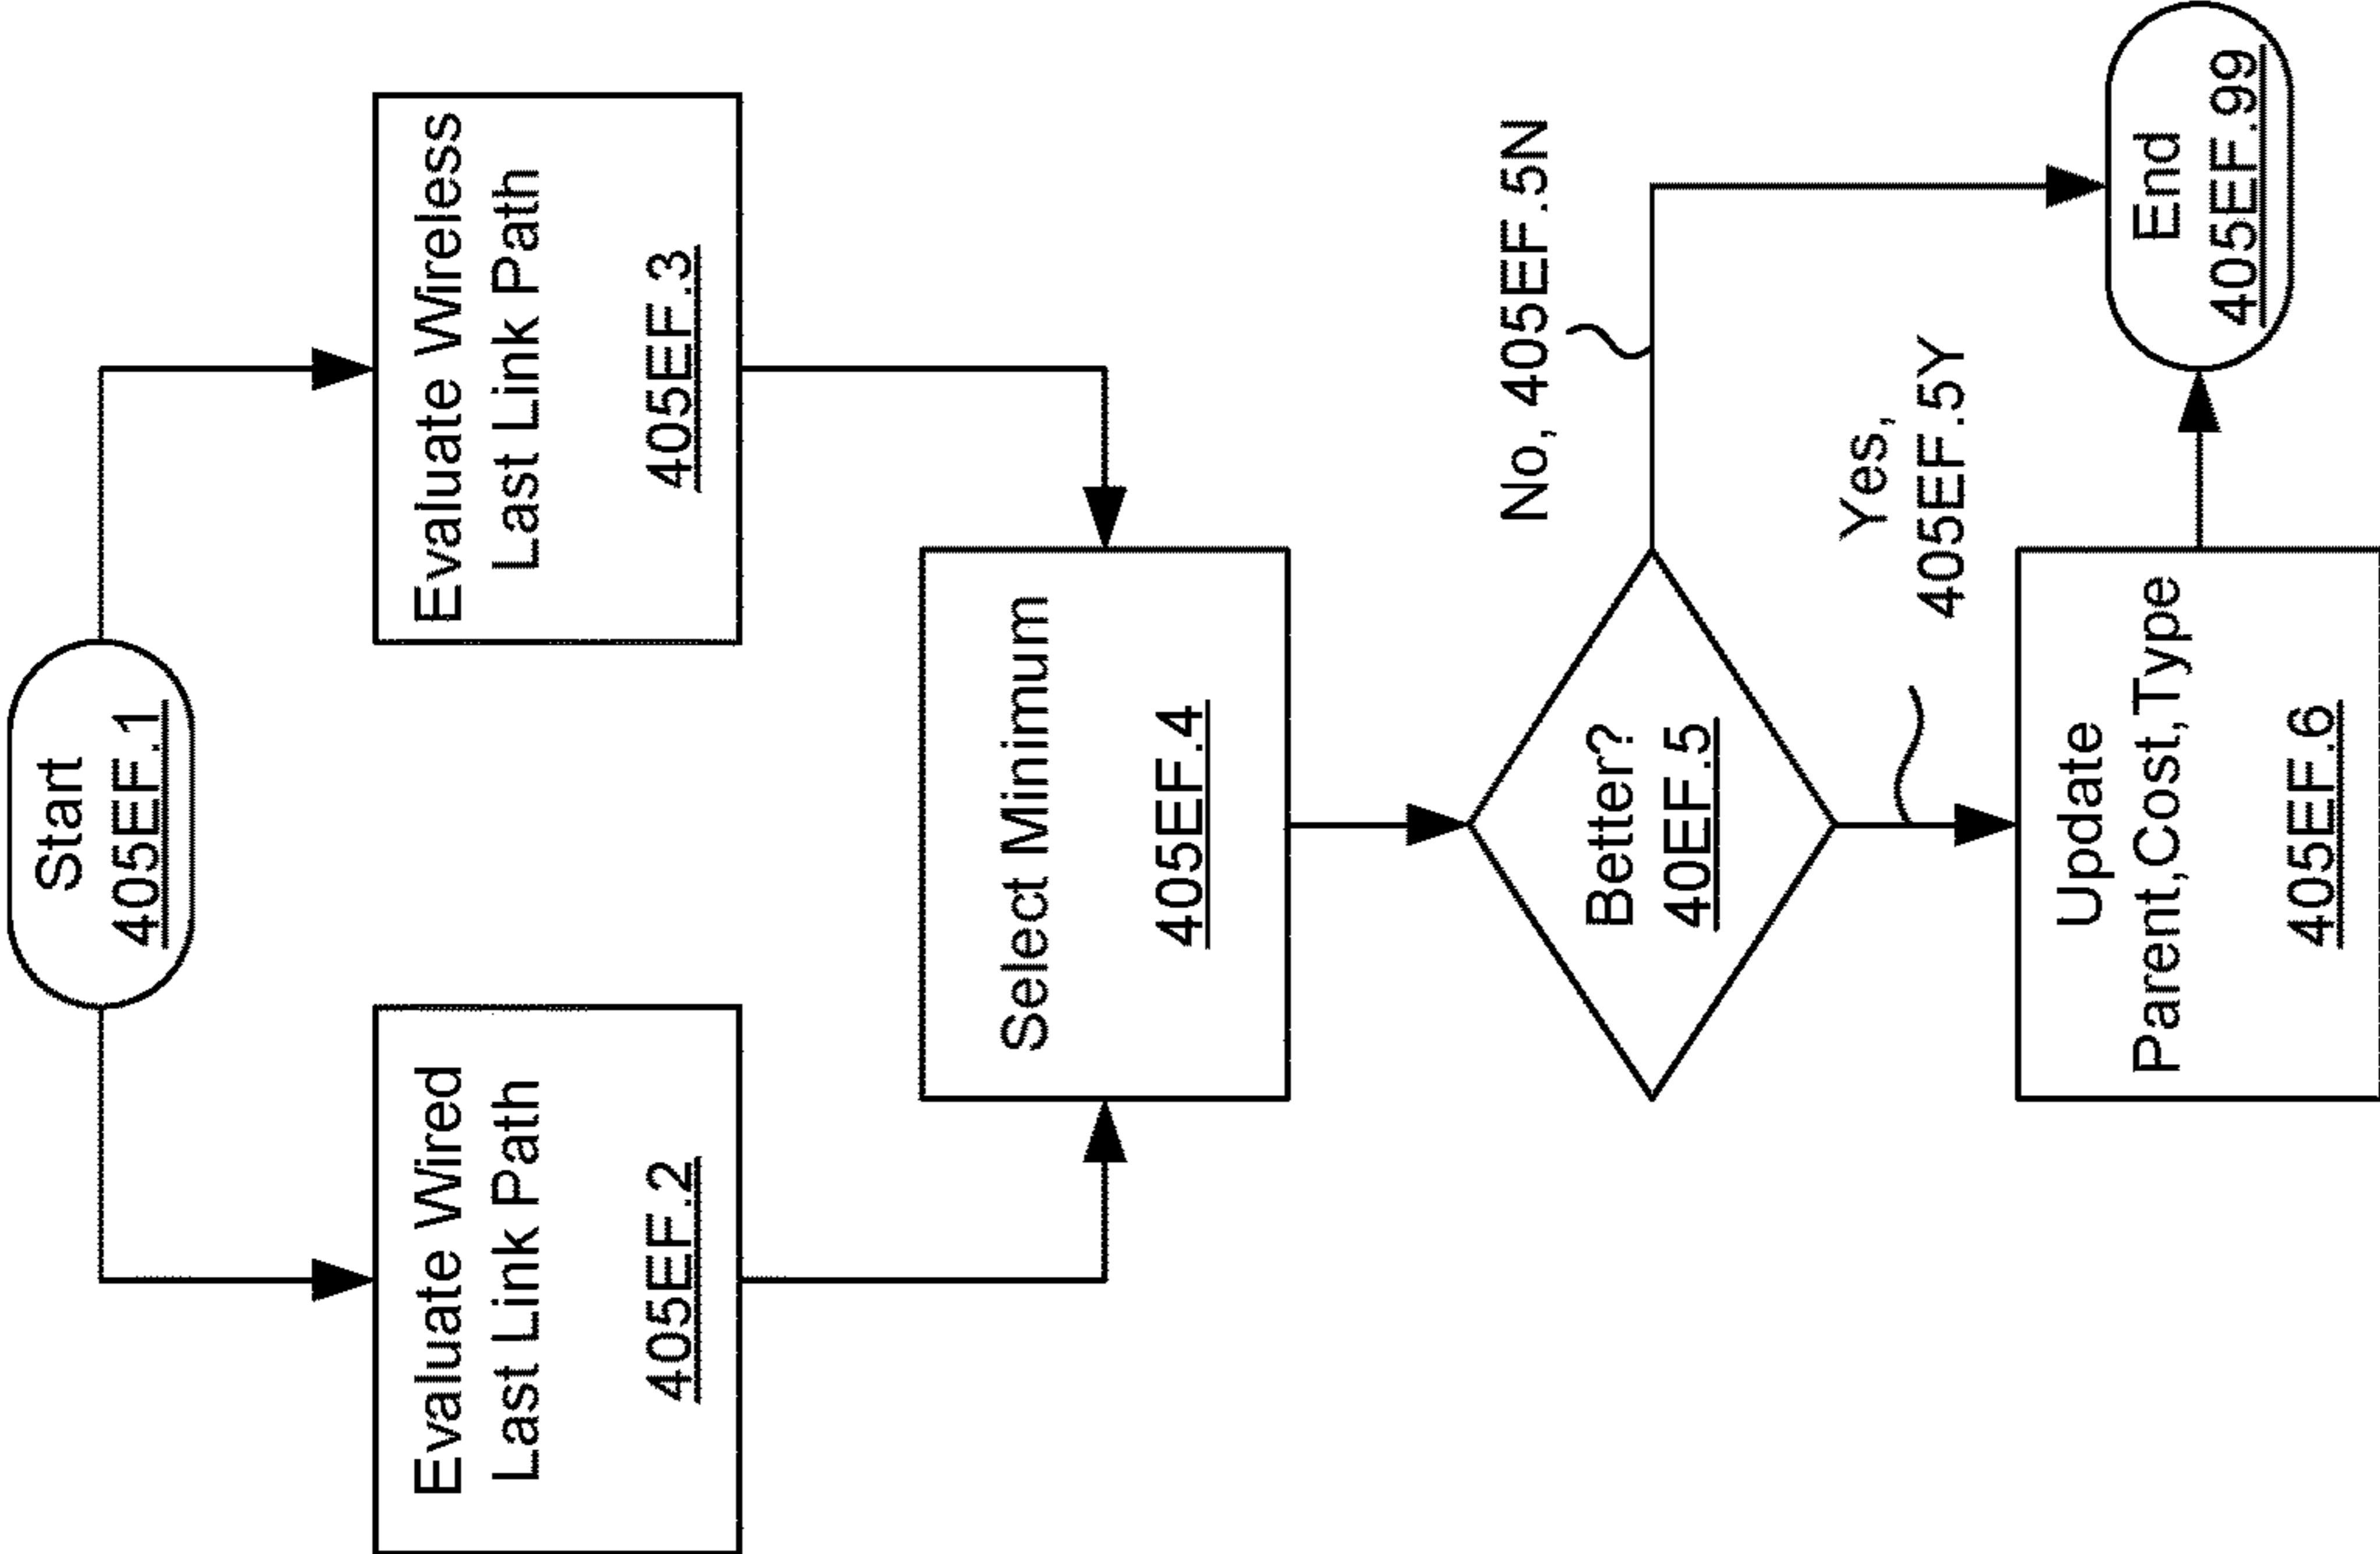 Start
405EF.1
Evaluate Wired
Last Link Path
405EF.2
Evaluate Wireless
Last Link Path
405EF.3
Select Minimum
405EF.4
Better?
40EF.5
No, 405EF.5N
Yes,
405EF.5Y
Update
Parent,Cost,Type
405EF.6
End
405EF.99